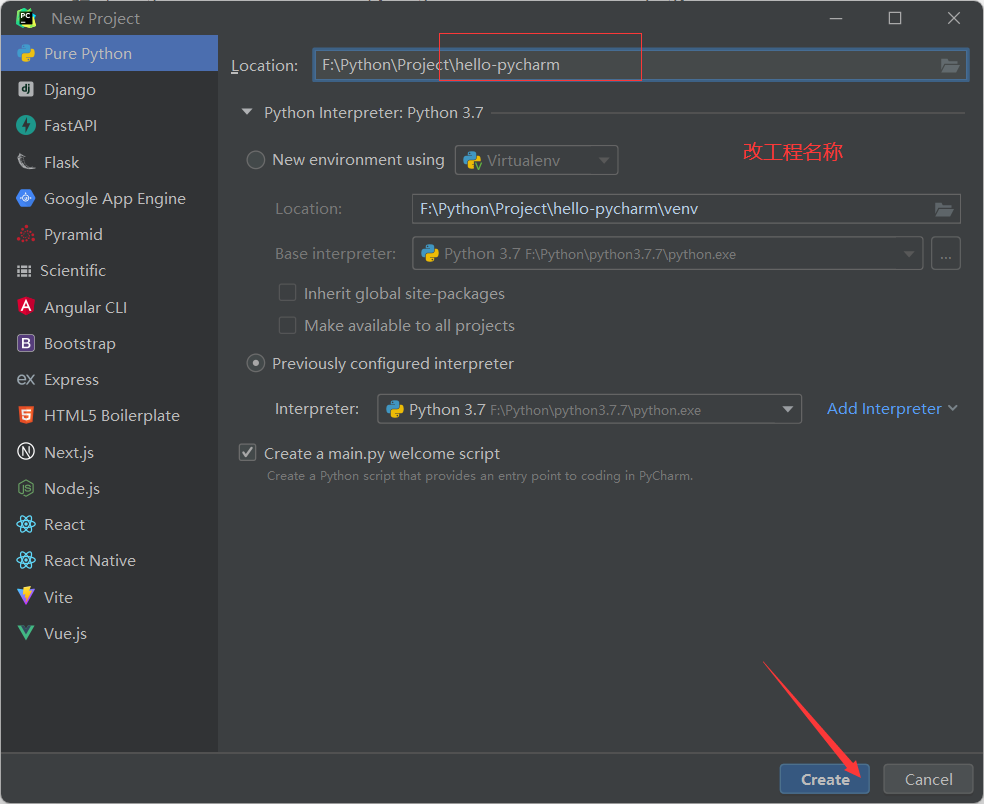 New Project
Pure Python
Django
FastAPI
Flask
Google App Engine
Pyramid
Scientific
Angular CLI
Bootstrap
Express
HTML5 Boilerplate
Next.js
Node.js
React
React Native
Vite
Vue.js
Location: F:\Python\Project\hello-pycharm
Python Interpreter: Python 3.7
改工程名称
New environment using Virtualenv
Location: F:\Python\Project\hello-pycharm\venv
Base interpreter: Python 3.7 F:\Python\python3.7.7\python.exe ...
Inherit global site-packages
Make available to all projects
Previously configured interpreter
Interpreter: Python 3.7 F:\Python\python3.7.7\python.exe Add Interpreter
Create a main.py welcome script
Create a Python script that provides an entry point to coding in PyCharm.
Create Cancel